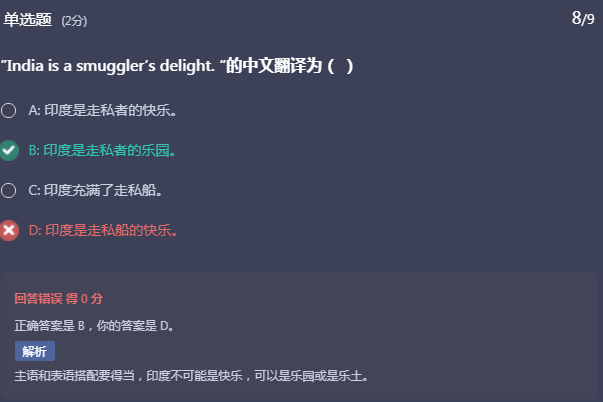 单选题 (2分) 8/9
“India is a smuggler’s delight. “的中文翻译为（ ）
A: 印度是走私者的快乐。
B: 印度是走私者的乐园。
C: 印度充满了走私船。
D: 印度是走私船的快乐。
回答错误 得 0 分
正确答案是 B，你的答案是 D。
解析
主语和表语搭配要得当，印度不可能是快乐，可以是乐园或是乐土。